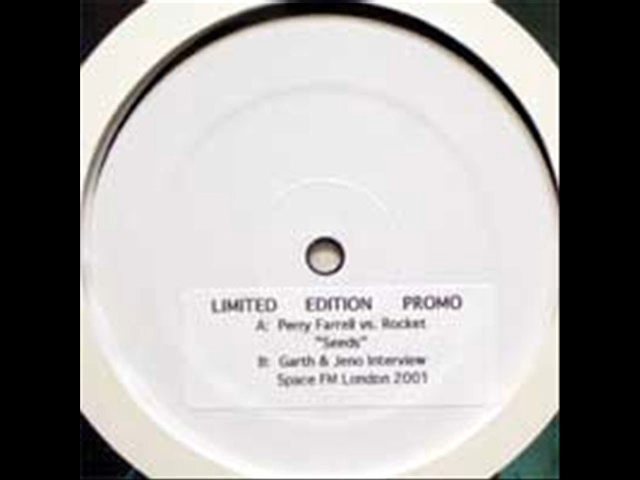 LIMITED EDITION PROMO
A: Perry Farrell vs. Rocket
"Seeds"
B: Garth & Jeno Interview
Space FM London 2001